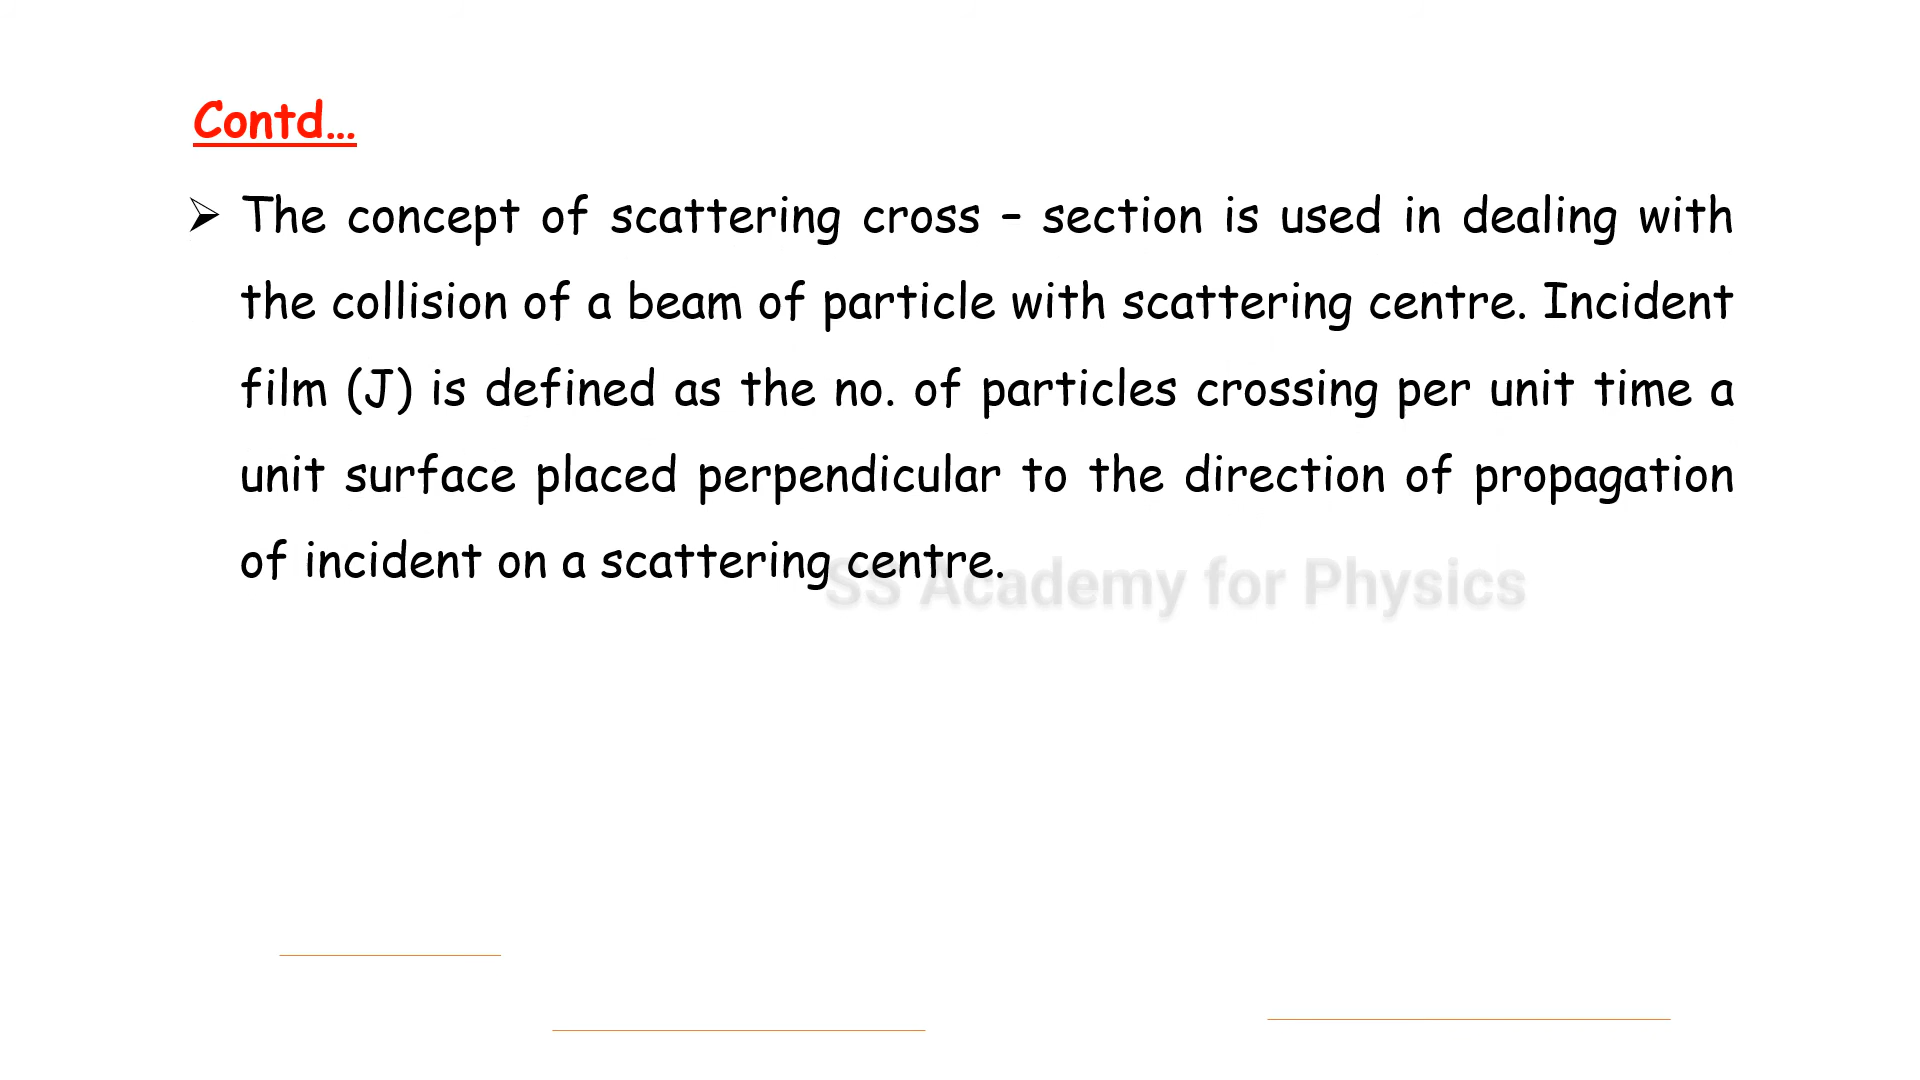 Contd…
➢ The concept of scattering cross – section is used in dealing with
the collision of a beam of particle with scattering centre. Incident
film (J) is defined as the no. of particles crossing per unit time a
unit surface placed perpendicular to the direction of propagation
of incident on a scattering centre.
SS Academy for Physics